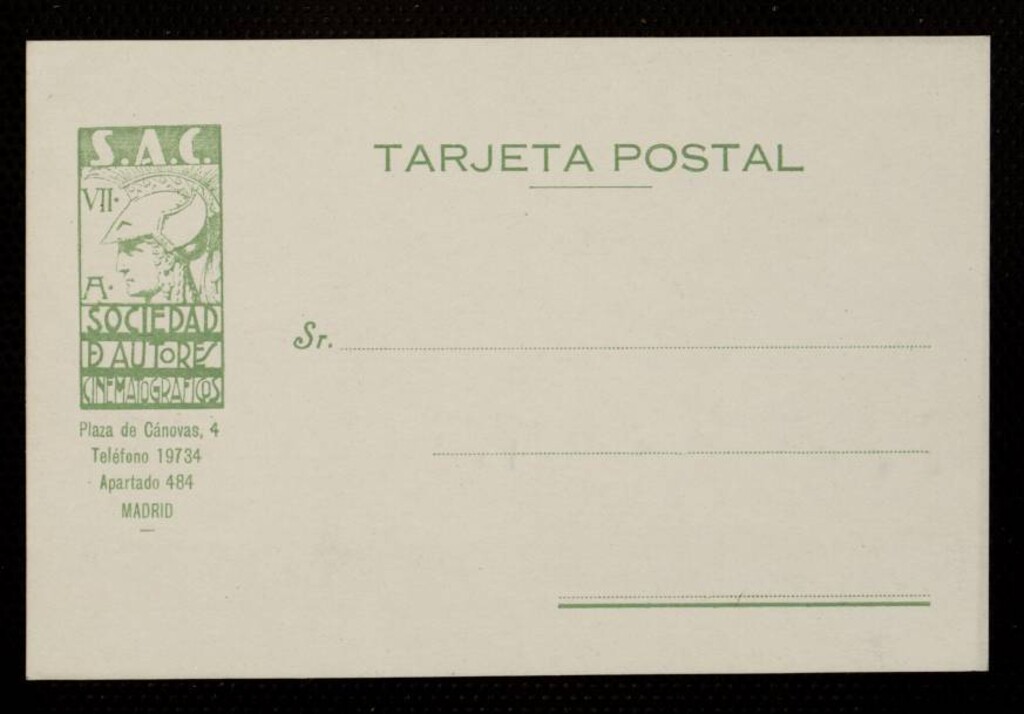 S.A.C.
VII·
A·
SOCIEDAD
D AUTORES
CINEMATOGRAFICOS
Plaza de Cánovas, 4
Teléfono 19734
Apartado 484
MADRID
TARJETA POSTAL
Sr.